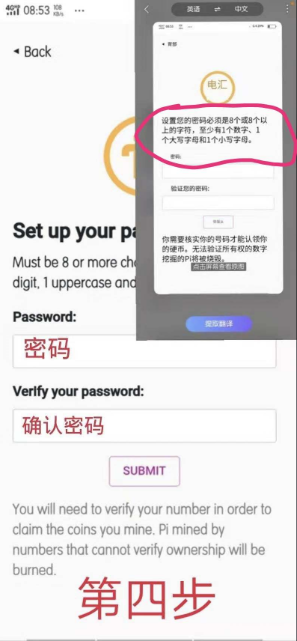 08:53
◂ Back
英语 ⇌ 中文
电汇
设置您的密码必须是8个或8个以
上的字符，至少有1个数字、1
个大写字母和1个小写字母。
密码:
验证您的密码:
你需要核实你的号码才能认领你
的硬币。无法验证所有权的数字
挖掘的Pi将被烧毁。
点击屏幕查看原图
Set up your pa
Must be 8 or more cha
digit, 1 uppercase and
Password:
密码
Verify your password:
确认密码
SUBMIT
You will need to verify your number in order to
claim the coins you mine. Pi mined by
numbers that cannot verify ownership will be
burned.
第四步